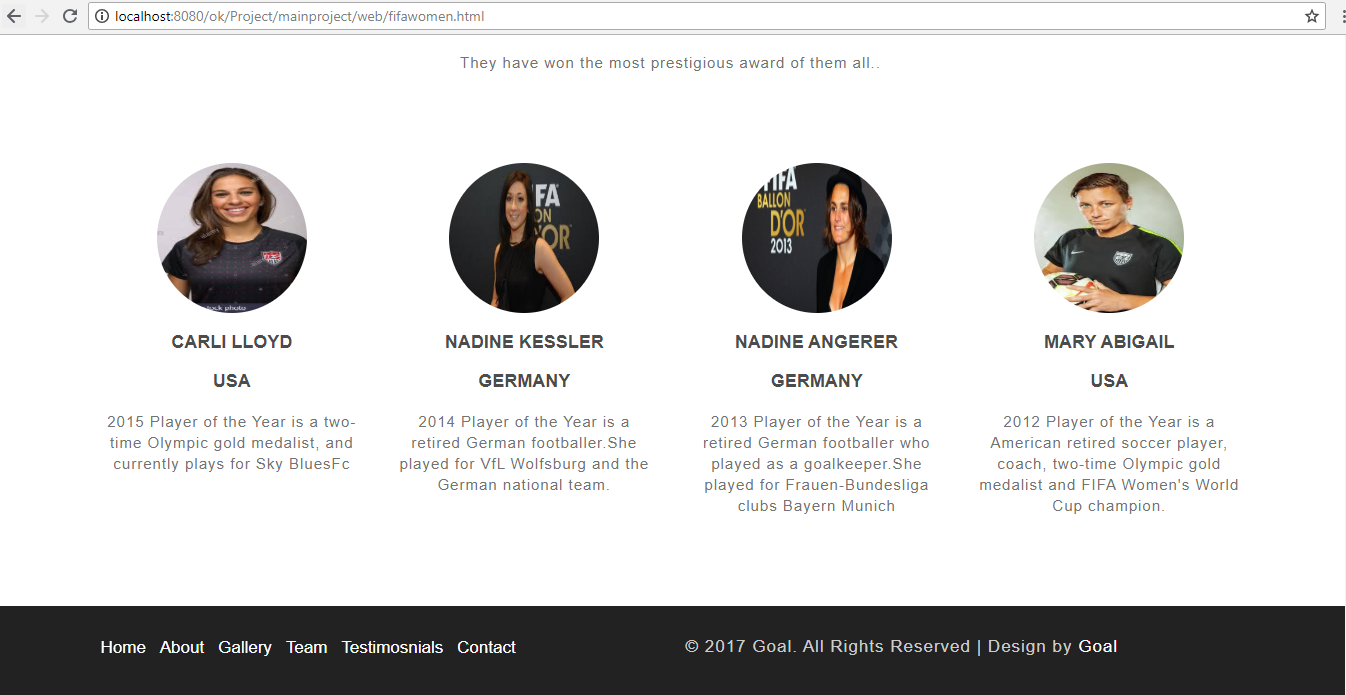 localhost:8080/ok/Project/mainproject/web/fifawomen.html
They have won the most prestigious award of them all..
ock photo
FA
ON
OR
FIFA
BALLON
D'OR
2013
CARLI LLOYD
USA
2015 Player of the Year is a two-
time Olympic gold medalist, and
currently plays for Sky BluesFc
NADINE KESSLER
GERMANY
2014 Player of the Year is a
retired German footballer.She
played for VfL Wolfsburg and the
German national team.
NADINE ANGERER
GERMANY
2013 Player of the Year is a
retired German footballer who
played as a goalkeeper.She
played for Frauen-Bundesliga
clubs Bayern Munich
MARY ABIGAIL
USA
2012 Player of the Year is a
American retired soccer player,
coach, two-time Olympic gold
medalist and FIFA Women's World
Cup champion.
Home About Gallery Team Testimosnials Contact
© 2017 Goal. All Rights Reserved | Design by Goal